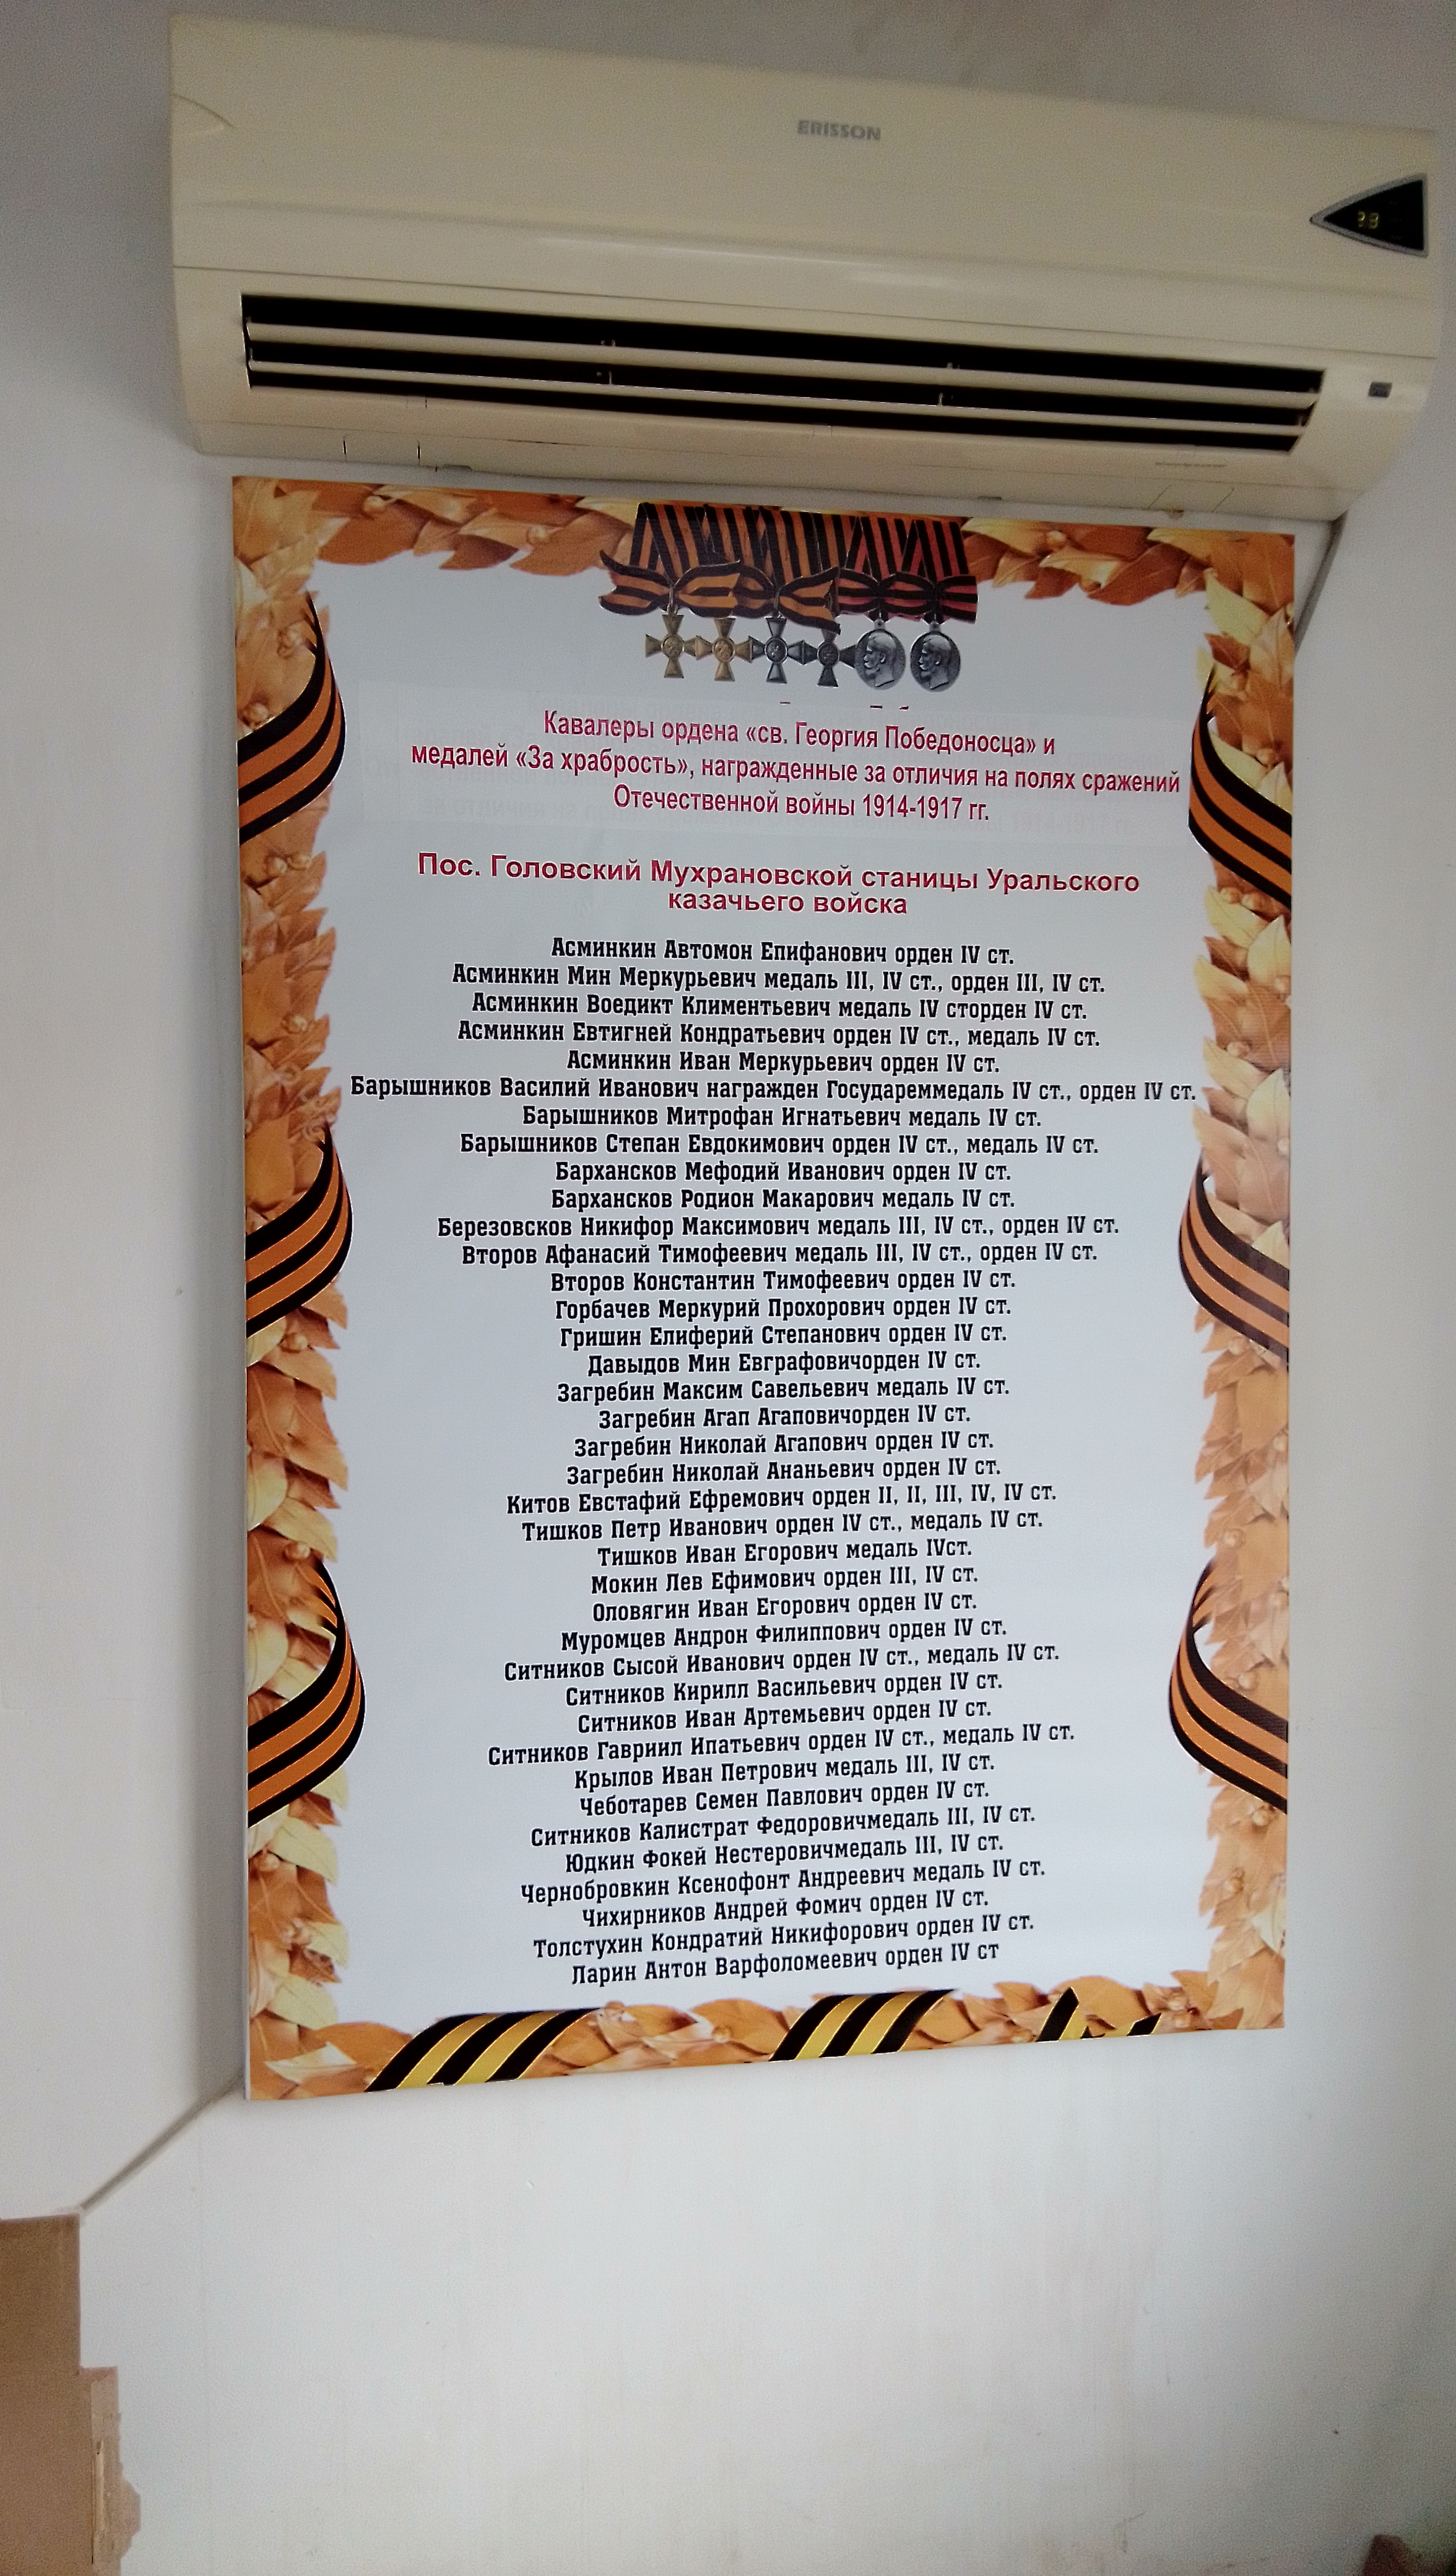 ERISSON
Кавалеры ордена «св. Георгия Победоносца» и
медалей «За храбрость», награжденные за отличия на полях сражений
Отечественной войны 1914-1917 гг.
Пос. Головский Мухрановской станицы Уральского
казачьего войска
Асминкин Автомон Епифанович орден IV ст.
Асминкин Мин Меркурьевич медаль III, IV ст., орден III, IV ст.
Асминкин Воедикт Климентьевич медаль IV сторден IV ст.
Асминкин Евтигней Кондратьевич орден IV ст., медаль IV ст.
Асминкин Иван Меркурьевич орден IV ст.
Барышников Василий Иванович награжден Государеммедаль IV ст., орден IV ст.
Барышников Митрофан Игнатьевич медаль IV ст.
Барышников Степан Евдокимович орден IV ст., медаль IV ст.
Бархансков Мефодий Иванович орден IV ст.
Бархансков Родион Макарович медаль IV ст.
Березовсков Никифор Максимович медаль III, IV ст., орден IV ст.
Второв Афанасий Тимофеевич медаль III, IV ст., орден IV ст.
Второв Константин Тимофеевич орден IV ст.
Горбачев Меркурий Прохорович орден IV ст.
Гришин Елиферий Степанович орден IV ст.
Давыдов Мин Евграфовичорден IV ст.
Загребин Максим Савельевич медаль IV ст.
Загребин Агап Агаповичорден IV ст.
Загребин Николай Агапович орден IV ст.
Загребин Николай Ананьевич орден IV ст.
Китов Евстафий Ефремович орден II, II, III, IV, IV ст.
Тишков Петр Иванович орден IV ст., медаль IV ст.
Тишков Иван Егорович медаль IVст.
Мокин Лев Ефимович орден III, IV ст.
Оловягин Иван Егорович орден IV ст.
Муромцев Андрон Филиппович орден IV ст.
Ситников Сысой Иванович орден IV ст., медаль IV ст.
Ситников Кирилл Васильевич орден IV ст.
Ситников Иван Артемьевич орден IV ст.
Ситников Гавриил Ипатьевич орден IV ст., медаль IV ст.
Крылов Иван Петрович медаль III, IV ст.
Чеботарев Семен Павлович орден IV ст.
Ситников Калистрат Федоровичмедаль III, IV ст.
Юдкин Фокей Нестеровичмедаль III, IV ст.
Чернобровкин Ксенофонт Андреевич медаль IV ст.
Чихирников Андрей Фомич орден IV ст.
Толстухин Кондратий Никифорович орден IV ст.
Ларин Антон Варфоломеевич орден IV ст